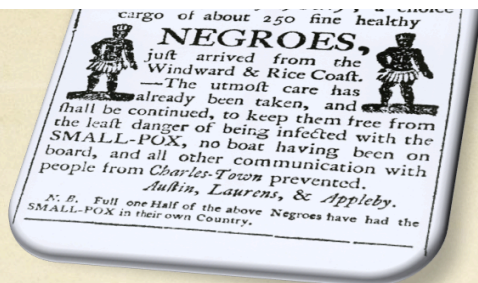 cargo of about 250 fine healthy
NEGROES,
juſt arrived from the
Windward & Rice Coaſt.
—The utmoſt care has
already been taken, and
ſhall be continued, to keep them free from
the leaſt danger of being infected with the
SMALL-POX, no boat having been on
board, and all other communication with
people from Charles-Town prevented.
Auſtin, Laurens, & Appleby.
N. B. Full one Half of the above Negroes have had the
SMALL-POX in their own Country.